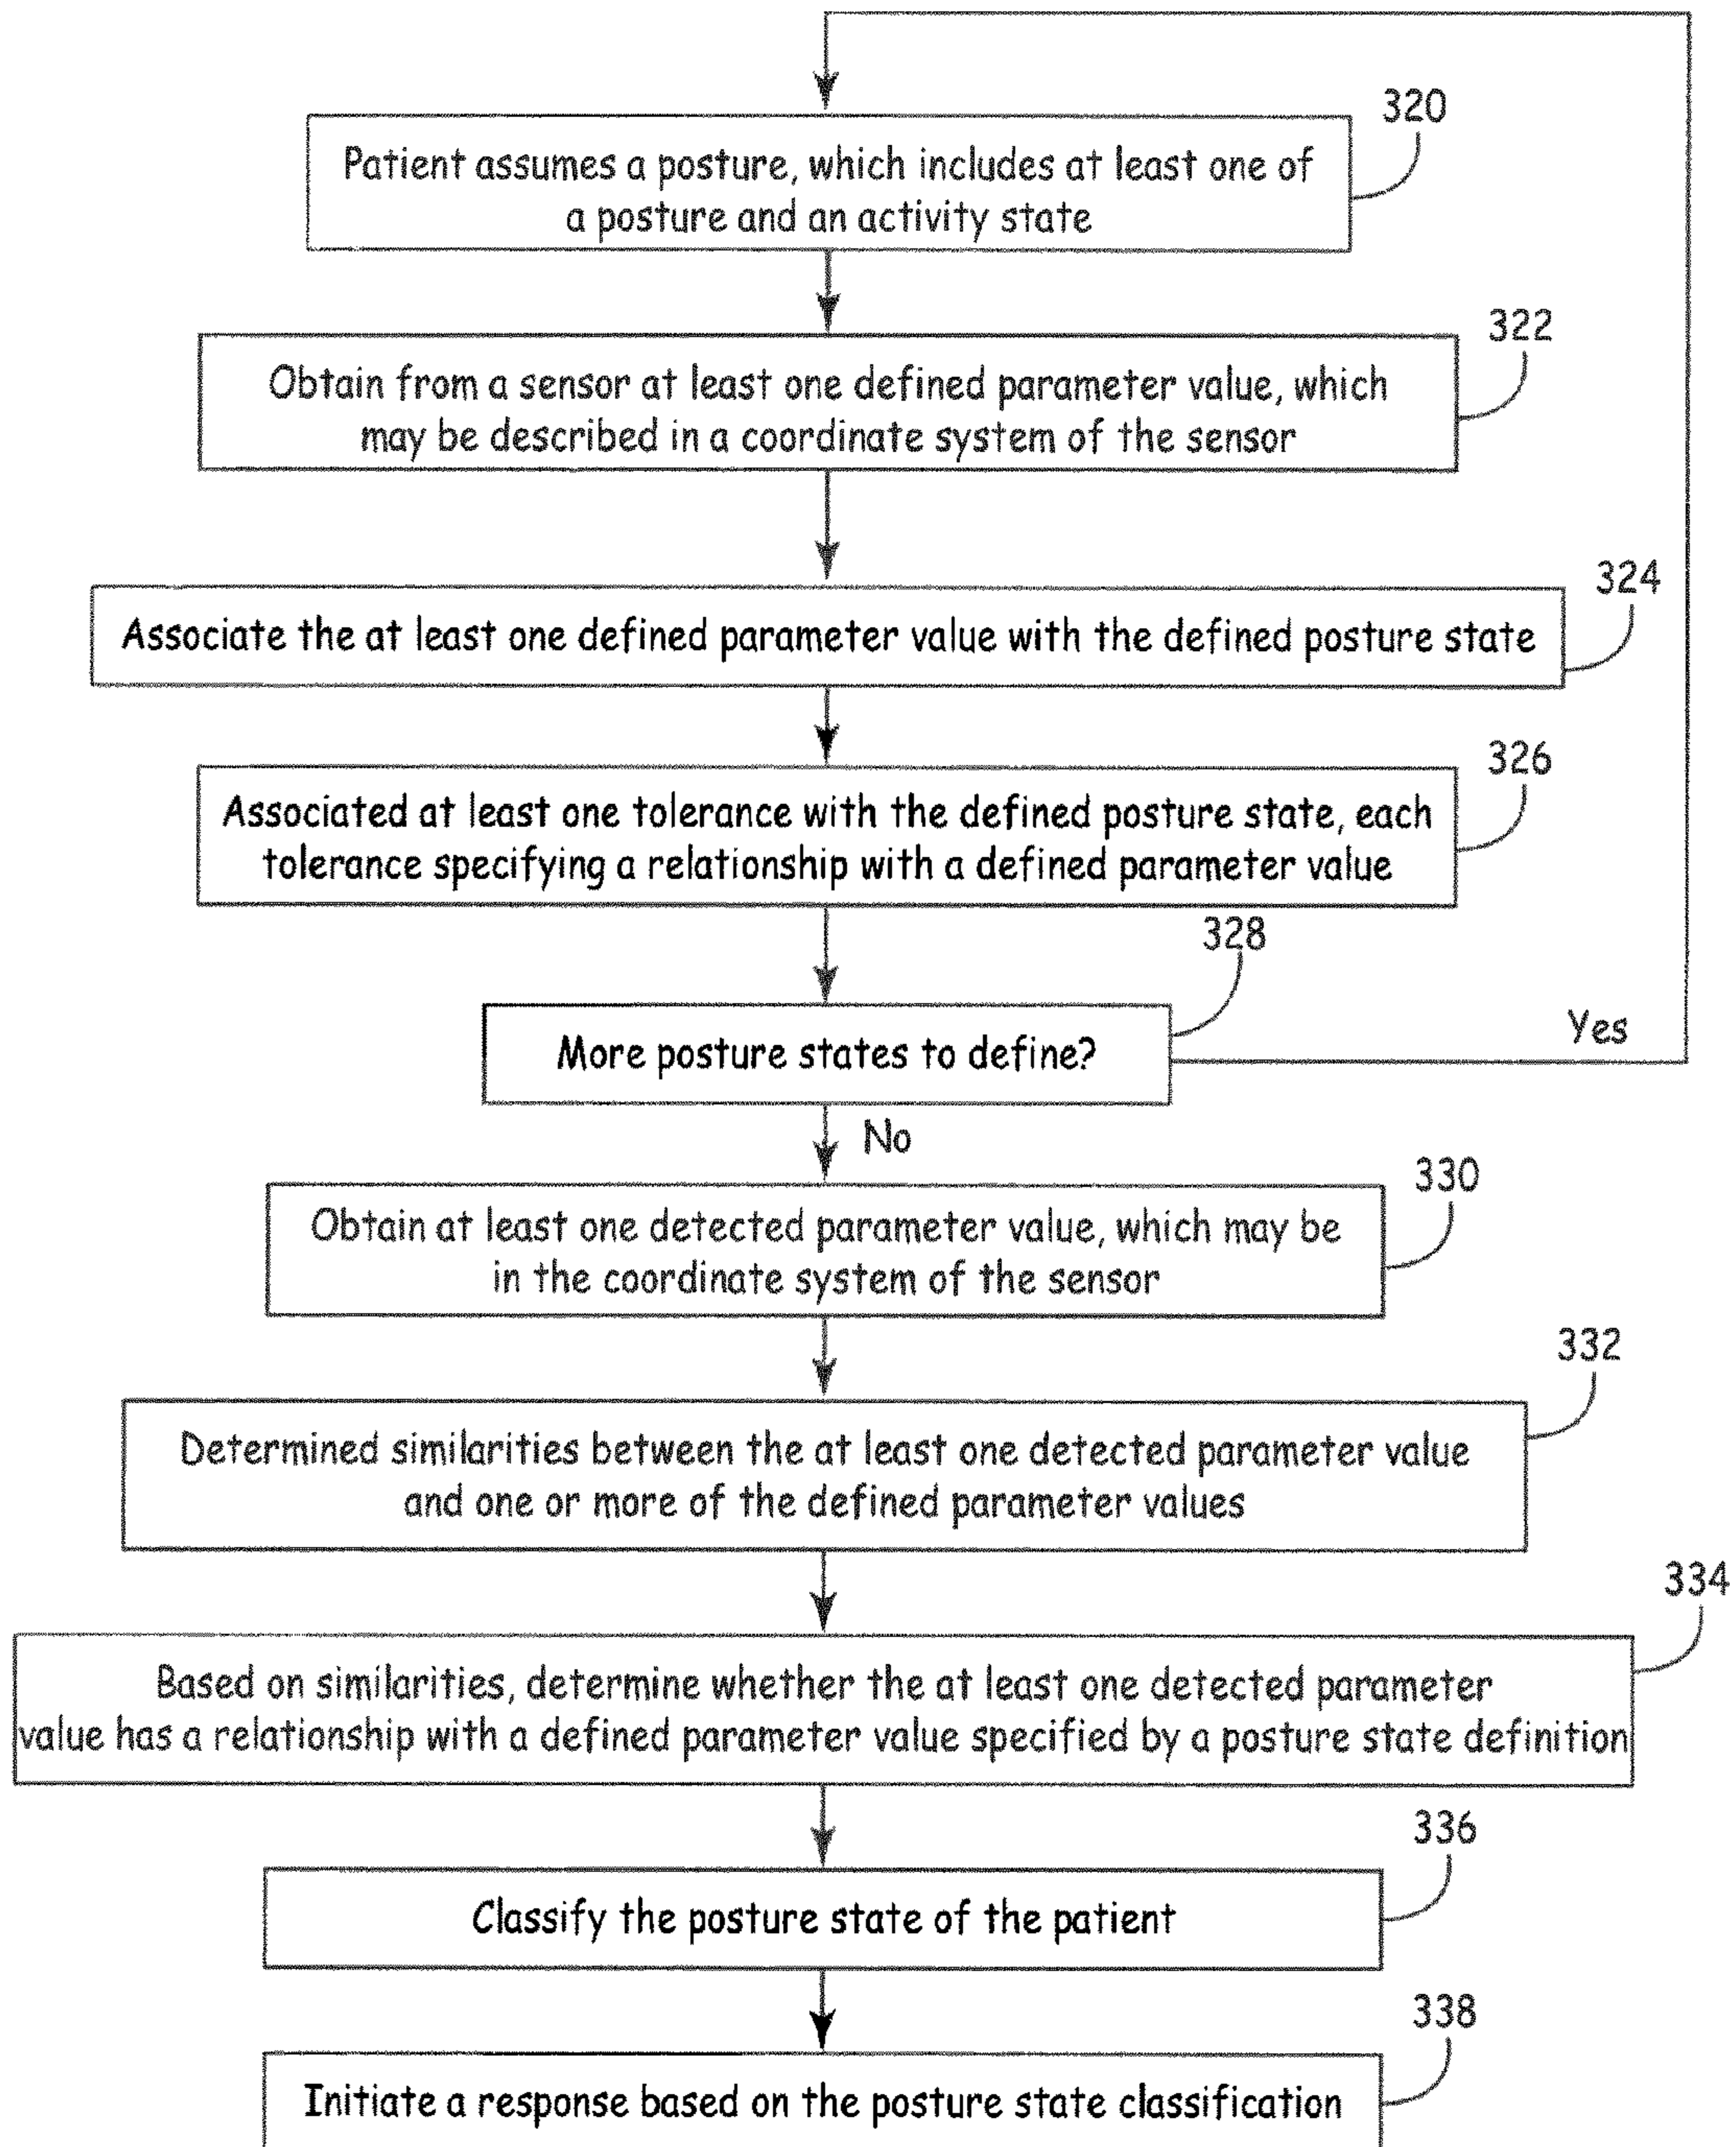 320
Patient assumes a posture, which includes at least one of
a posture and an activity state
322
Obtain from a sensor at least one defined parameter value, which
may be described in a coordinate system of the sensor
324
Associate the at least one defined parameter value with the defined posture state
326
Associated at least one tolerance with the defined posture state, each
tolerance specifying a relationship with a defined parameter value
328
More posture states to define?
Yes
No
330
Obtain at least one detected parameter value, which may be
in the coordinate system of the sensor
332
Determined similarities between the at least one detected parameter value
and one or more of the defined parameter values
334
Based on similarities, determine whether the at least one detected parameter
value has a relationship with a defined parameter value specified by a posture state definition
336
Classify the posture state of the patient
338
Initiate a response based on the posture state classification